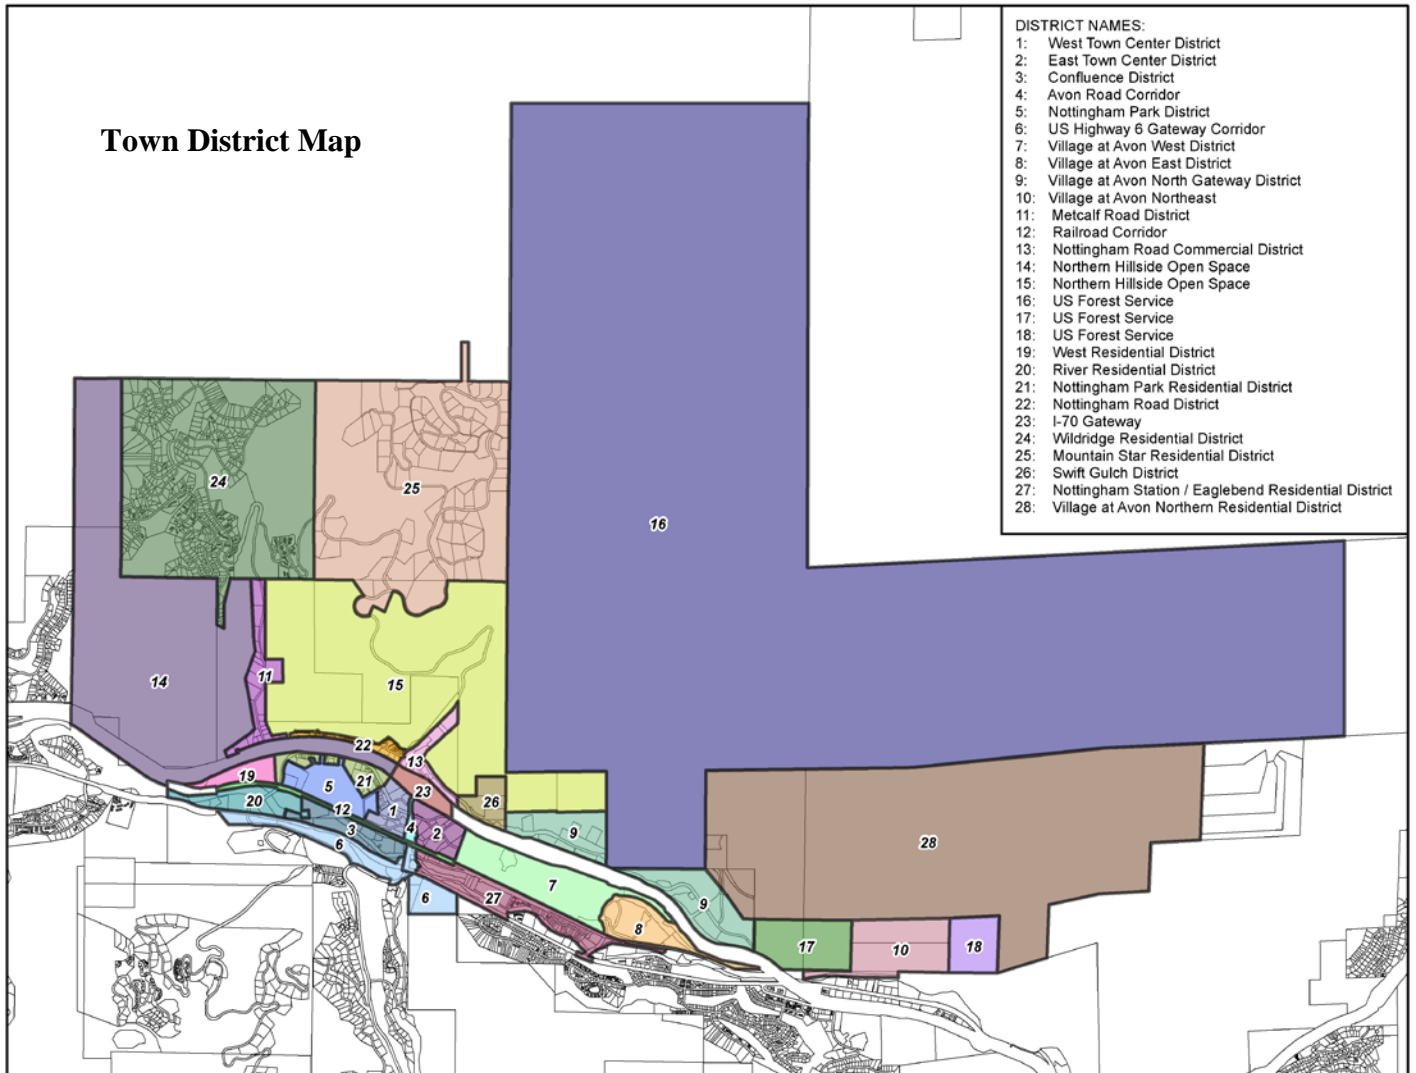 Town District Map
DISTRICT NAMES:
1: West Town Center District
2: East Town Center District
3: Confluence District
4: Avon Road Corridor
5: Nottingham Park District
6: US Highway 6 Gateway Corridor
7: Village at Avon West District
8: Village at Avon East District
9: Village at Avon North Gateway District
10: Village at Avon Northeast
11: Metcalf Road District
12: Railroad Corridor
13: Nottingham Road Commercial District
14: Northern Hillside Open Space
15: Northern Hillside Open Space
16: US Forest Service
17: US Forest Service
18: US Forest Service
19: West Residential District
20: River Residential District
21: Nottingham Park Residential District
22: Nottingham Road District
23: I-70 Gateway
24: Wildridge Residential District
25: Mountain Star Residential District
26: Swift Gulch District
27: Nottingham Station / Eaglebend Residential District
28: Village at Avon Northern Residential District
24
25
16
14
11
15
22
13
19
5
21
23
20
12
1
26
3
4
2
9
6
28
7
6
27
9
8
17
10
18